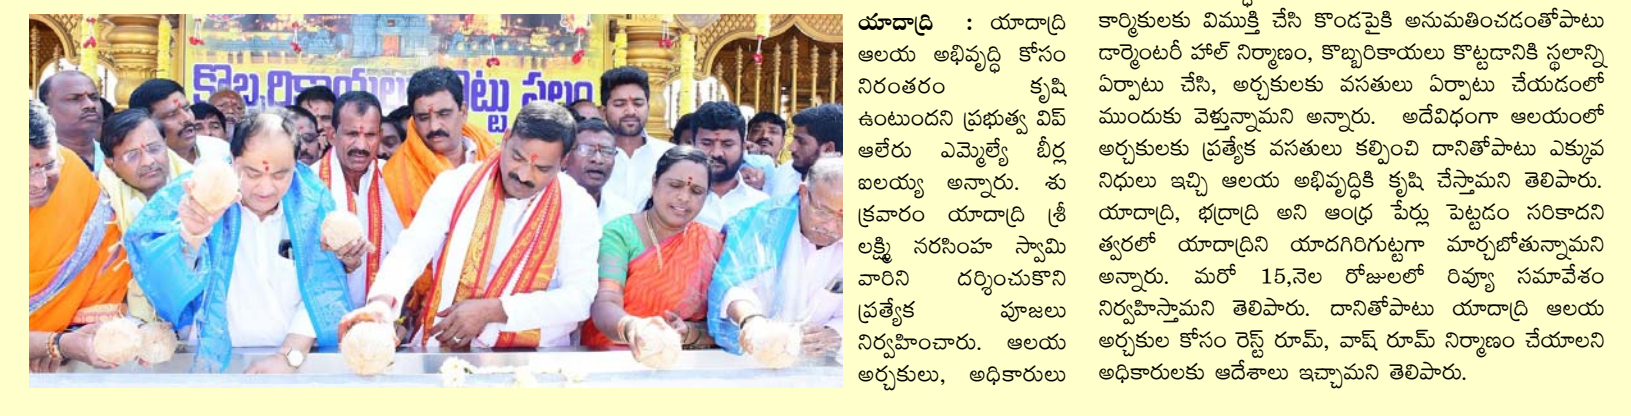 కొబ్బరికాయలు కొట్టు స్థలం
యాదాద్రి : యాదాద్రి
ఆలయ అభివృద్ధి కోసం
నిరంతరం కృషి
ఉంటుందని ప్రభుత్వ విప్
ఆలేరు ఎమ్మెల్యే బీర్ల
ఐలయ్య అన్నారు. శు
క్రవారం యాదాద్రి శ్రీ
లక్ష్మి నరసింహ స్వామి
వారిని దర్శించుకొని
ప్రత్యేక పూజలు
నిర్వహించారు. ఆలయ
అర్చకులు, అధికారులు
కార్మికులకు విముక్తి చేసి కొండపైకి అనుమతించడంతోపాటు
డార్మెంటరీ హాల్ నిర్మాణం, కొబ్బరికాయలు కొట్టడానికి స్థలాన్ని
ఏర్పాటు చేసి, అర్చకులకు వసతులు ఏర్పాటు చేయడంలో
ముందుకు వెళ్తున్నామని అన్నారు. అదేవిధంగా ఆలయంలో
అర్చకులకు ప్రత్యేక వసతులు కల్పించి దానితోపాటు ఎక్కువ
నిధులు ఇచ్చి ఆలయ అభివృద్ధికి కృషి చేస్తామని తెలిపారు.
యాదాద్రి, భద్రాద్రి అని ఆంధ్ర పేర్లు పెట్టడం సరికాదని
త్వరలో యాదాద్రిని యాదగిరిగుట్టగా మార్చబోతున్నామని
అన్నారు. మరో 15,నెల రోజులలో రివ్యూ సమావేశం
నిర్వహిస్తామని తెలిపారు. దానితోపాటు యాదాద్రి ఆలయ
అర్చకుల కోసం రెస్ట్ రూమ్, వాష్ రూమ్ నిర్మాణం చేయాలని
అధికారులకు ఆదేశాలు ఇచ్చామని తెలిపారు.